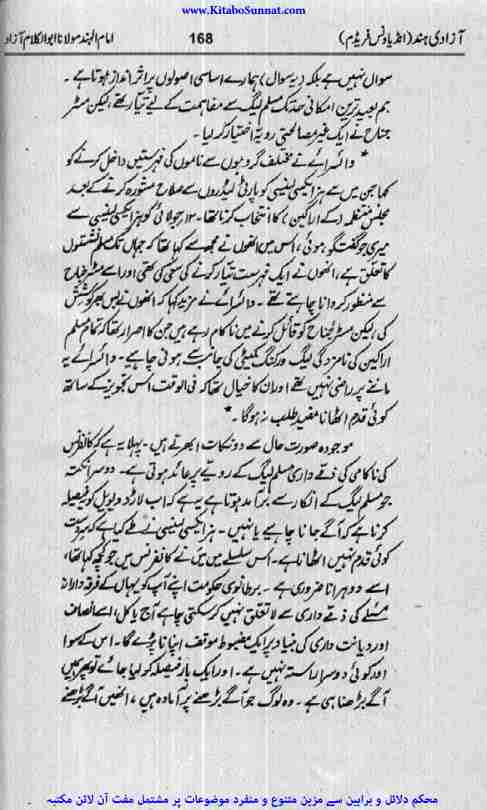 www.KitaboSunnat.com
آزادی ہند (انڈیا ونس فریڈم)
168
امام الہند مولانا ابوالکلام آزاد
سوال نہیں ہے بلکہ (یہ سوال) ہمارے اساسی اصولوں پر اثر انداز ہوتا ہے۔
ہم بعید ترین امکانی حد تک مسلم لیگ سے مفاہمت کے لیے تیار تھے، لیکن مسٹر
جناح نے ایک غیر مصالحتی رویہ اختیار کر لیا۔
"وائسرائے نے مختلف گروپوں سے ناموں کی فہرستیں داخل کرنے کو
کہا جن میں سے ہز ایکسی لینسی کو پارٹی لیڈروں سے صلاح مشورہ کرنے کے بعد
مجلس منتظمہ (کے اراکین) کا انتخاب کرنا تھا۔ ۳؍ جولائی کو ہز ایکسی لینسی سے
میری جو گفتگو ہوئی، اس میں انھوں نے مجھ سے کہا تھا کہ جہاں تک مسلم نشستوں
کا تعلق ہے، انھوں نے ایک فہرست تیار کرنے کی سعی کی تھی اور اسے مسٹر جناح
سے منظور کروانا چاہتے تھے۔ وائسرائے نے مزید کہا کہ انھوں نے بس بھر کوشش
کی، لیکن مسٹر جناح کو قائل کرنے میں ناکام رہے ہیں جن کا اصرار تھا کہ تمام مسلم
اراکین کی نامزدگی لیگ ورکنگ کمیٹی کی جانب سے ہونی چاہیے۔ وائسرائے یہ
ماننے پر راضی نہیں تھے اور ان کا خیال تھا کہ فی الوقت اس تجویز کے ساتھ
کوئی قدم اٹھانا مفید طلب نہ ہو گا۔"
موجودہ صورت حال سے دو نکات ابھرتے ہیں۔ پہلا یہ ہے کہ کانفرنس
کی ناکامی کی ذمے داری مسلم لیگ کے رویے پر عائد ہوتی ہے۔ دوسرا نکتہ
جو مسلم لیگ کے انکار سے برآمد ہوتا ہے یہ ہے کہ اب لارڈ ویول کو فیصلہ
کرنا ہے کہ آگے جانا چاہیے یا نہیں۔ ہز ایکسی لینسی نے طے کیا ہے کہ سردست
کوئی قدم نہیں اٹھانا ہے۔ اس سلسلے میں میں نے کانفرنس میں جو کچھ کہا تھا،
اسے دوہرانا ضروری ہے۔ برطانوی حکومت اپنے آپ کو یہاں کے فرقہ دارانہ
مسئلے کی ذمے داری سے لاتعلق نہیں کر سکتی چاہے آج یا کل، اسے انصاف
اور دیانت داری کی بنیاد پر ایک مضبوط موقف اپنانا پڑے گا۔ اس کے سوا
اور کوئی دوسرا راستہ نہیں ہے۔ اور ایک بار فیصلہ کر لیا جائے تو پھر ہمیں
آگے بڑھنا ہی ہے۔ وہ لوگ جو آگے بڑھنے پر آمادہ ہیں، انھیں آگے بڑھنے
محکم دلائل و براہین سے مزین متنوع و منفرد موضوعات پر مشتمل مفت آن لائن مکتبہ